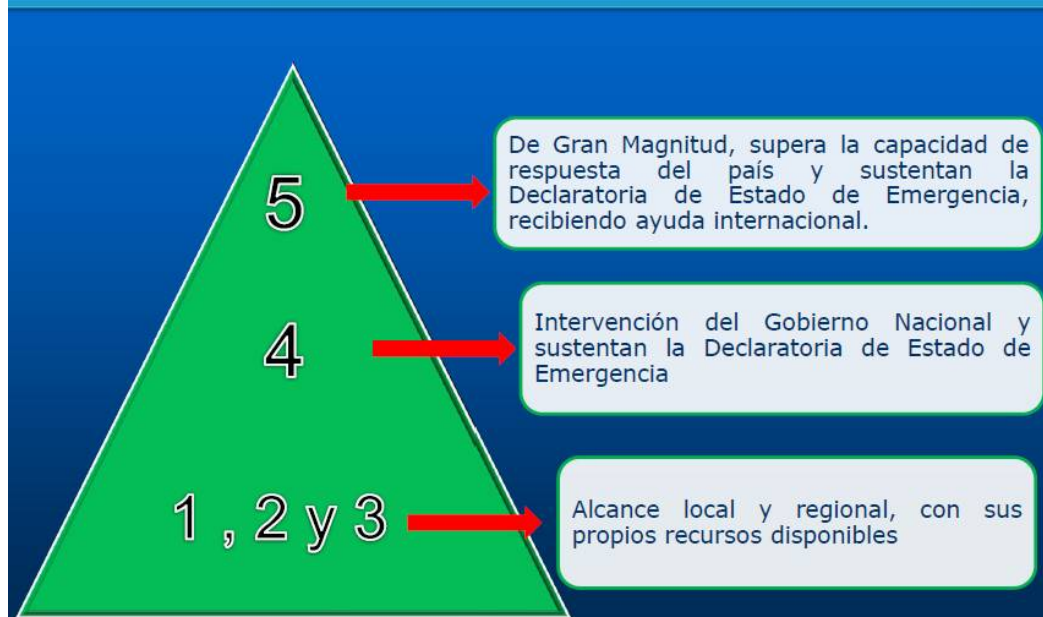 5
De Gran Magnitud, supera la capacidad de
respuesta del país y sustentan la
Declaratoria de Estado de Emergencia,
recibiendo ayuda internacional.
4
Intervención del Gobierno Nacional y
sustentan la Declaratoria de Estado de
Emergencia
1 , 2 y 3
Alcance local y regional, con sus
propios recursos disponibles